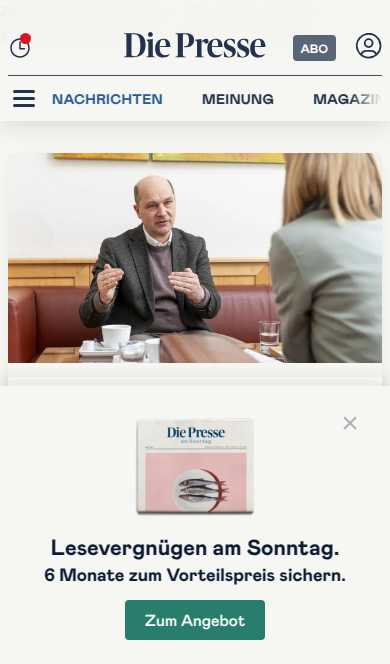 Die Presse
ABO
NACHRICHTEN MEINUNG MAGAZIN
Die Presse
am Sonntag
Lesevergnügen am Sonntag.
6 Monate zum Vorteilspreis sichern.
Zum Angebot